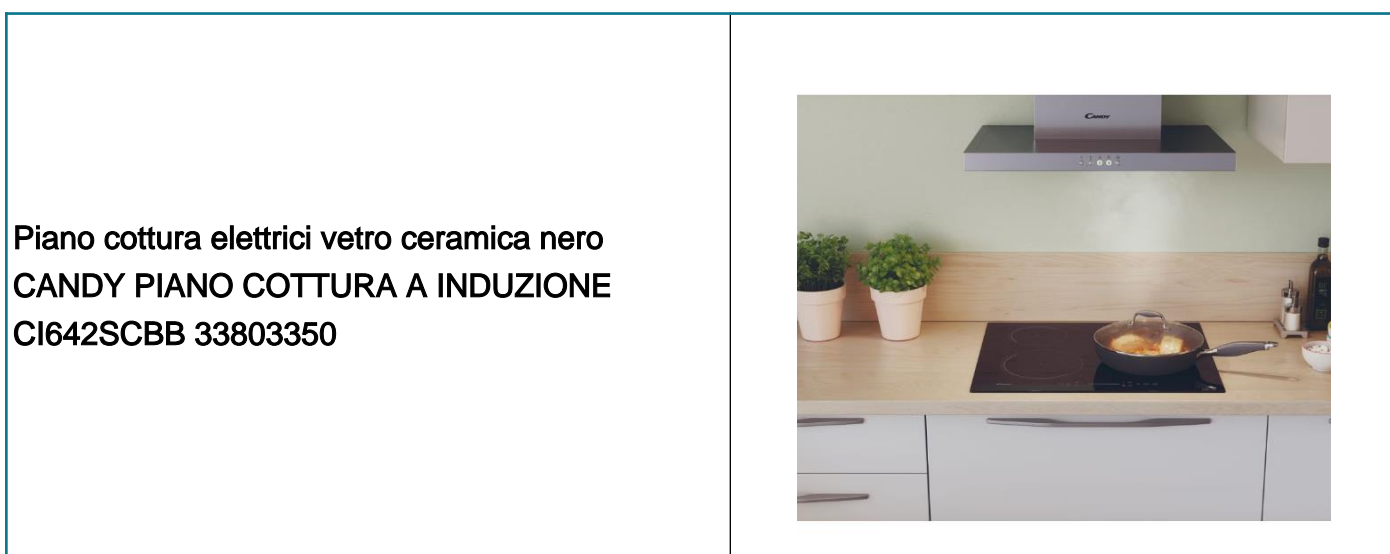 Piano cottura elettrici vetro ceramica nero
CANDY PIANO COTTURA A INDUZIONE
CI642SCBB 33803350
CANDY